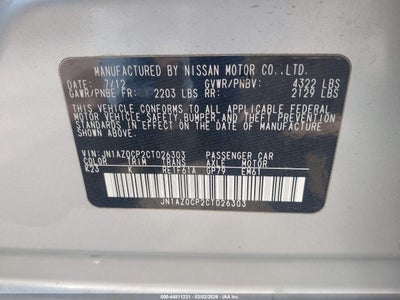 MANUFACTURED BY NISSAN MOTOR CO.,LTD.
DATE: 7/12 GVWR/PNBV: 4322 LBS
GAWR/PNBE FR: 2203 LBS RR: 2129 LBS
THIS VEHICLE CONFORMS TO ALL APPLICABLE FEDERAL
MOTOR VEHICLE SAFETY,BUMPER,AND THEFT PREVENTION
STANDARDS IN EFFECT ON THE DATE OF MANUFACTURE
SHOWN ABOVE.
VIN: JN1AZ0CP2CT026303 PASSENGER CAR
COLOR TRIM TRANS AXLE MOTOR
K23 K RE1F61A GP79 EM61
JN1AZ0CP2CT026303
500-44511231 - 03/02/2026 - IAA